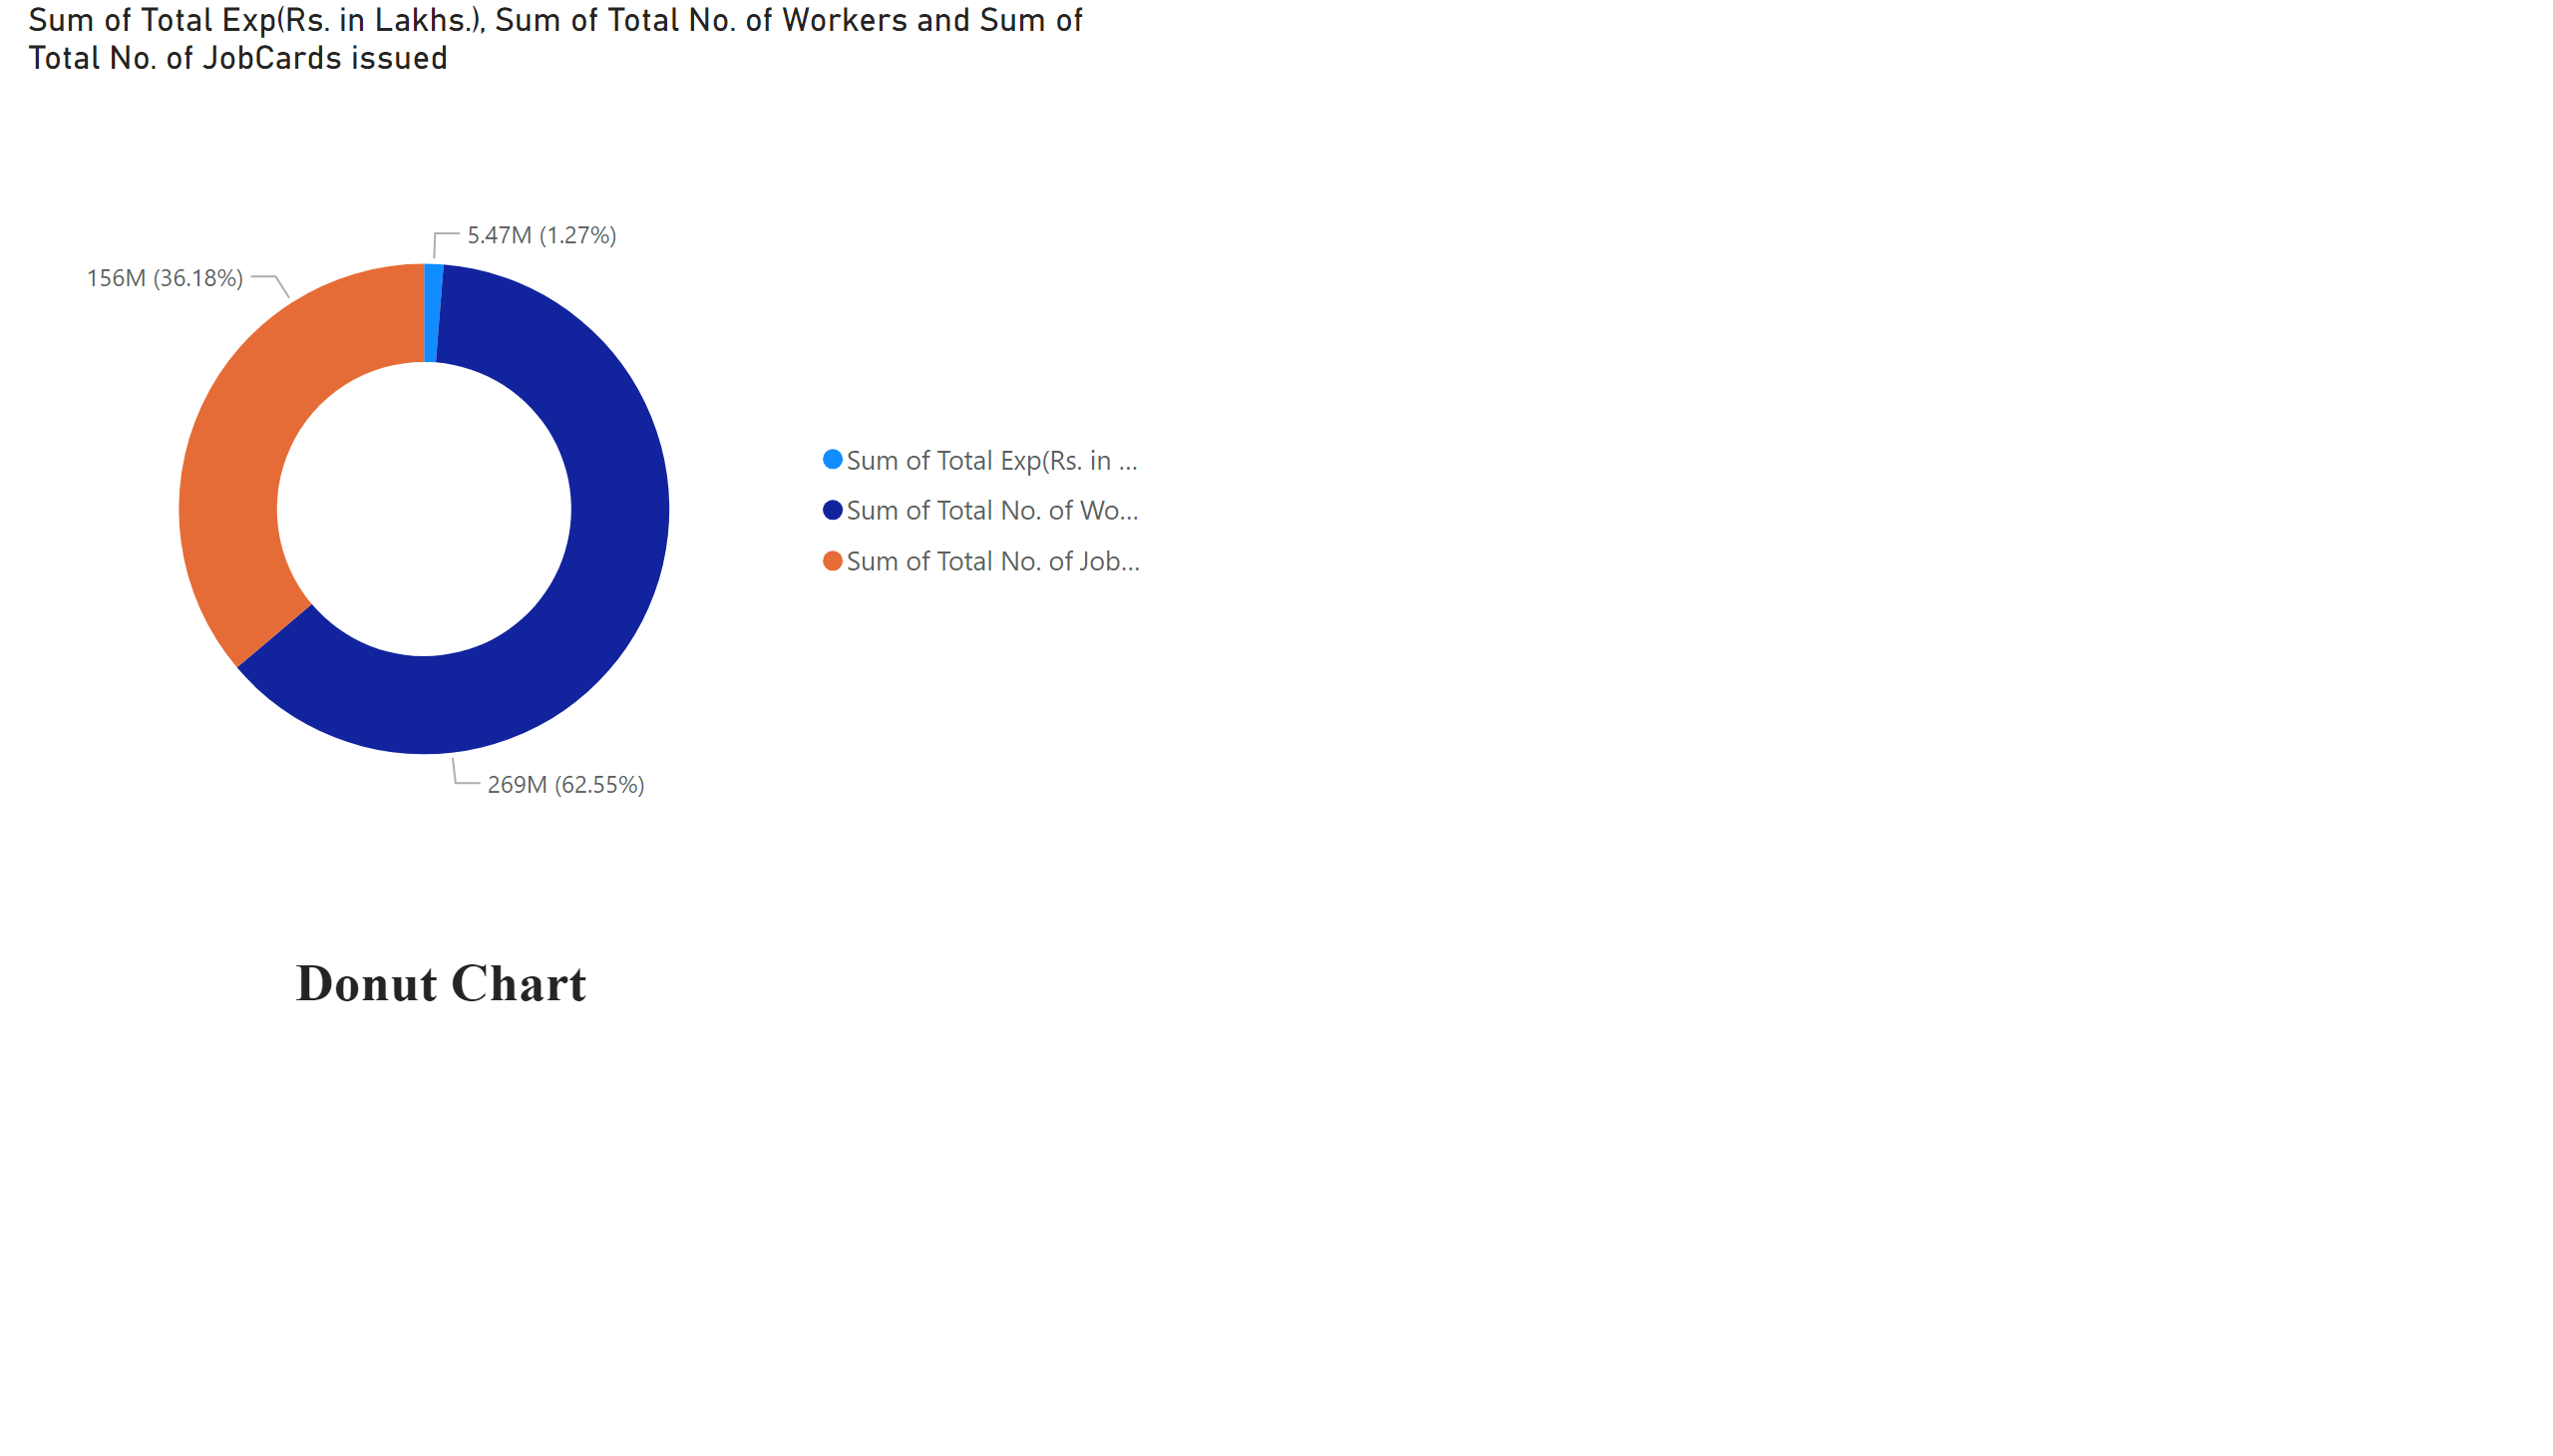 Sum of Total Exp(Rs. in Lakhs.), Sum of Total No. of Workers and Sum of
Total No. of JobCards issued
5.47M (1.27%)
156M (36.18%)
Sum of Total Exp(Rs. in ...
Sum of Total No. of Wo...
Sum of Total No. of Job...
269M (62.55%)
Donut Chart